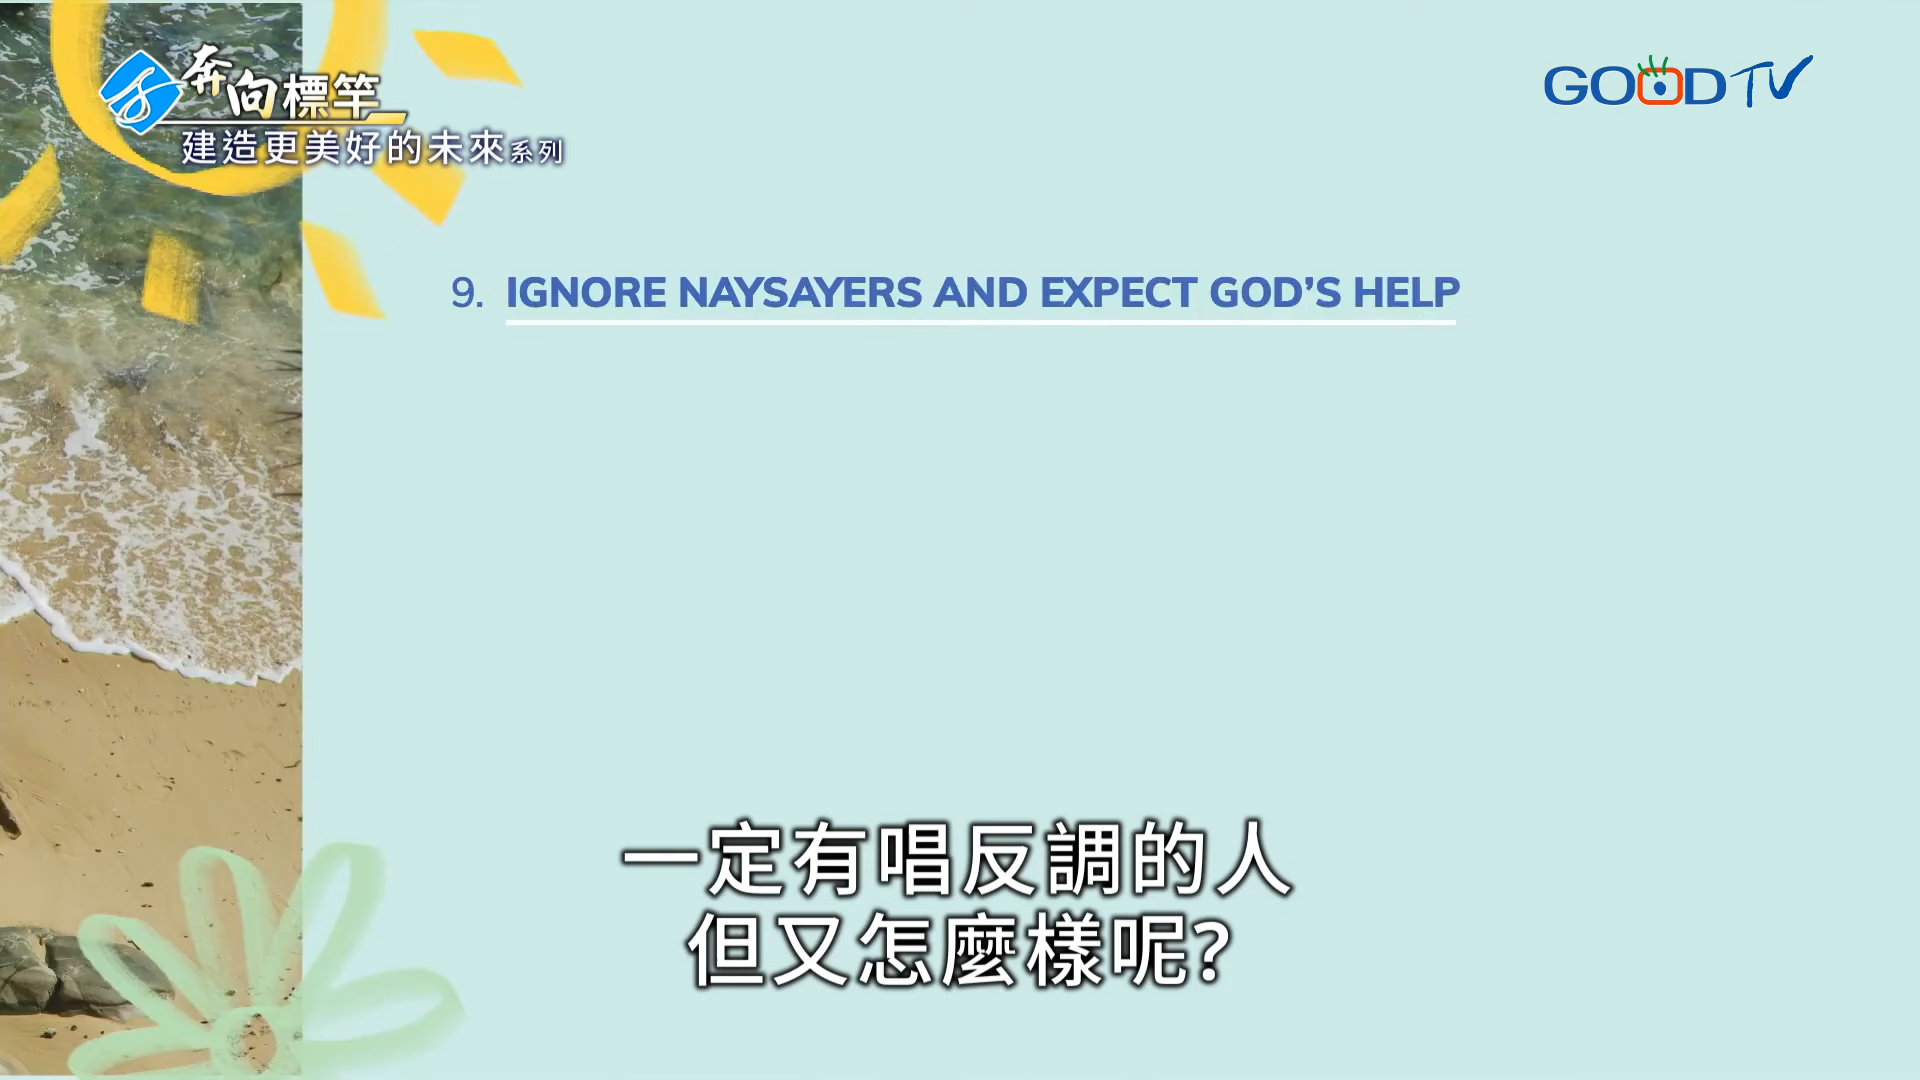 奔向標竿
建造更美好的未來系列
GOODTV
9. IGNORE NAYSAYERS AND EXPECT GOD’S HELP
一定有唱反調的人
但又怎麼樣呢？